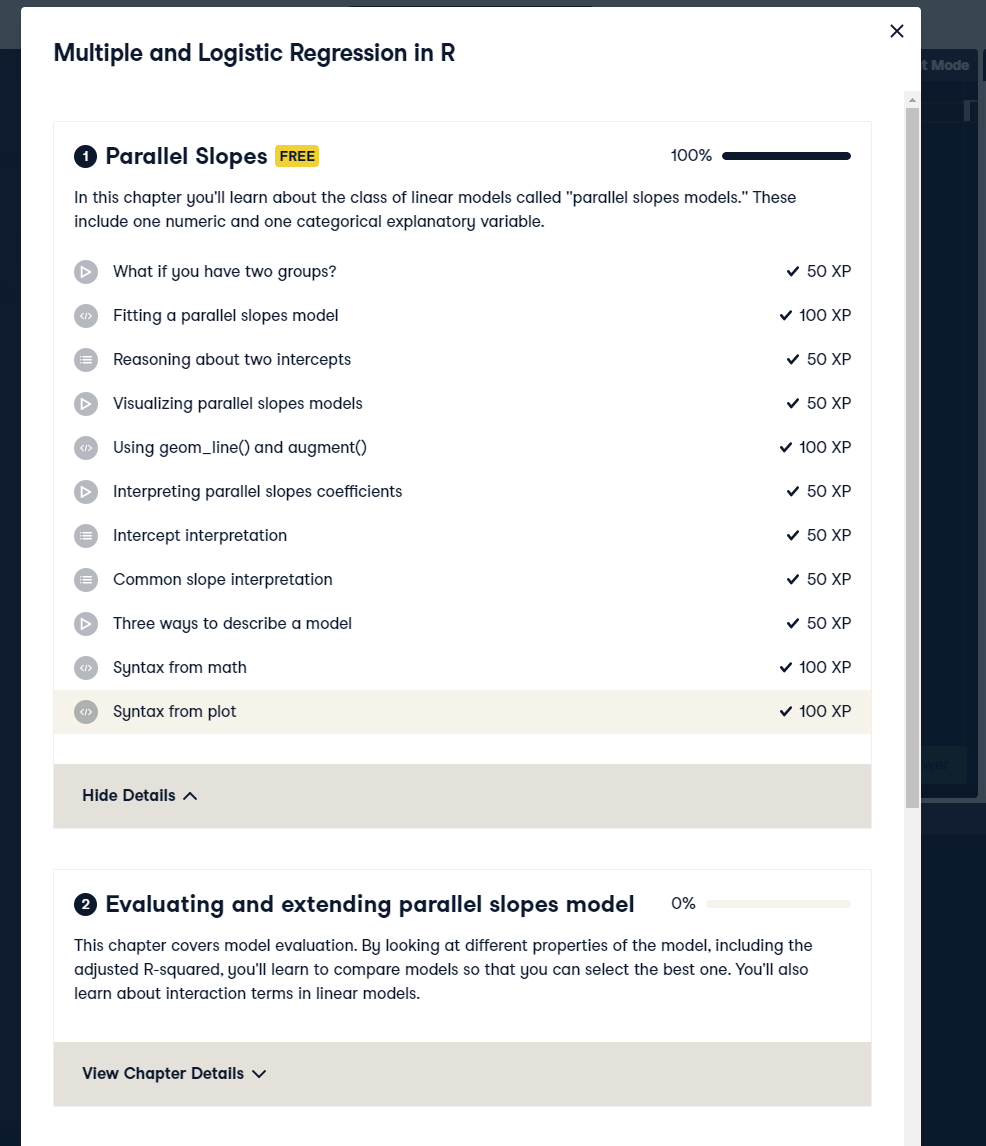 Multiple and Logistic Regression in R
t Mode
1 Parallel Slopes FREE 100%
In this chapter you'll learn about the class of linear models called "parallel slopes models." These
include one numeric and one categorical explanatory variable.
What if you have two groups? 50 XP
Fitting a parallel slopes model 100 XP
Reasoning about two intercepts 50 XP
Visualizing parallel slopes models 50 XP
Using geom_line() and augment() 100 XP
Interpreting parallel slopes coefficients 50 XP
Intercept interpretation 50 XP
Common slope interpretation 50 XP
Three ways to describe a model 50 XP
Syntax from math 100 XP
Syntax from plot 100 XP
Hide Details
2 Evaluating and extending parallel slopes model 0%
This chapter covers model evaluation. By looking at different properties of the model, including the
adjusted R-squared, you'll learn to compare models so that you can select the best one. You'll also
learn about interaction terms in linear models.
View Chapter Details